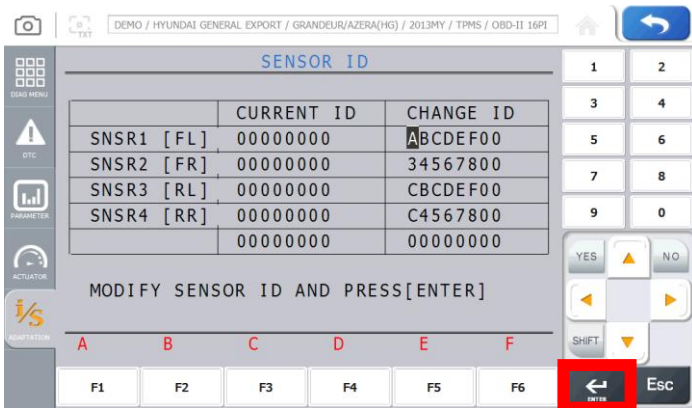 TXT
DEMO / HYUNDAI GENERAL EXPORT / GRANDEUR/AZERA(HG) / 2013MY / TPMS / OBD-II 16PI
SENSOR ID
CURRENT ID CHANGE ID
SNSR1 [FL] 00000000 ABCDEF00
SNSR2 [FR] 00000000 34567800
SNSR3 [RL] 00000000 CBCDEF00
SNSR4 [RR] 00000000 C4567800
00000000 00000000
MODIFY SENSOR ID AND PRESS[ENTER]
A B C D E F
F1 F2 F3 F4 F5 F6
DIAG MENU
DTC
PARAMETER
ACTUATOR
I/S
ADAPTATION
1 2
3 4
5 6
7 8
9 0
YES NO
SHIFT
ENTER
Esc